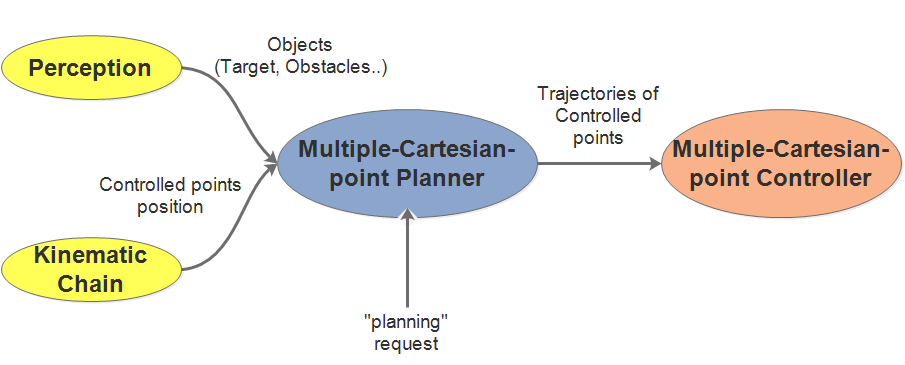 Objects
(Target, Obstacles..)
Perception
Trajectories of
Controlled
points
Multiple-Cartesian-
point Planner
Multiple-Cartesian-
point Controller
Controlled points
position
Kinematic
Chain
"planning"
request